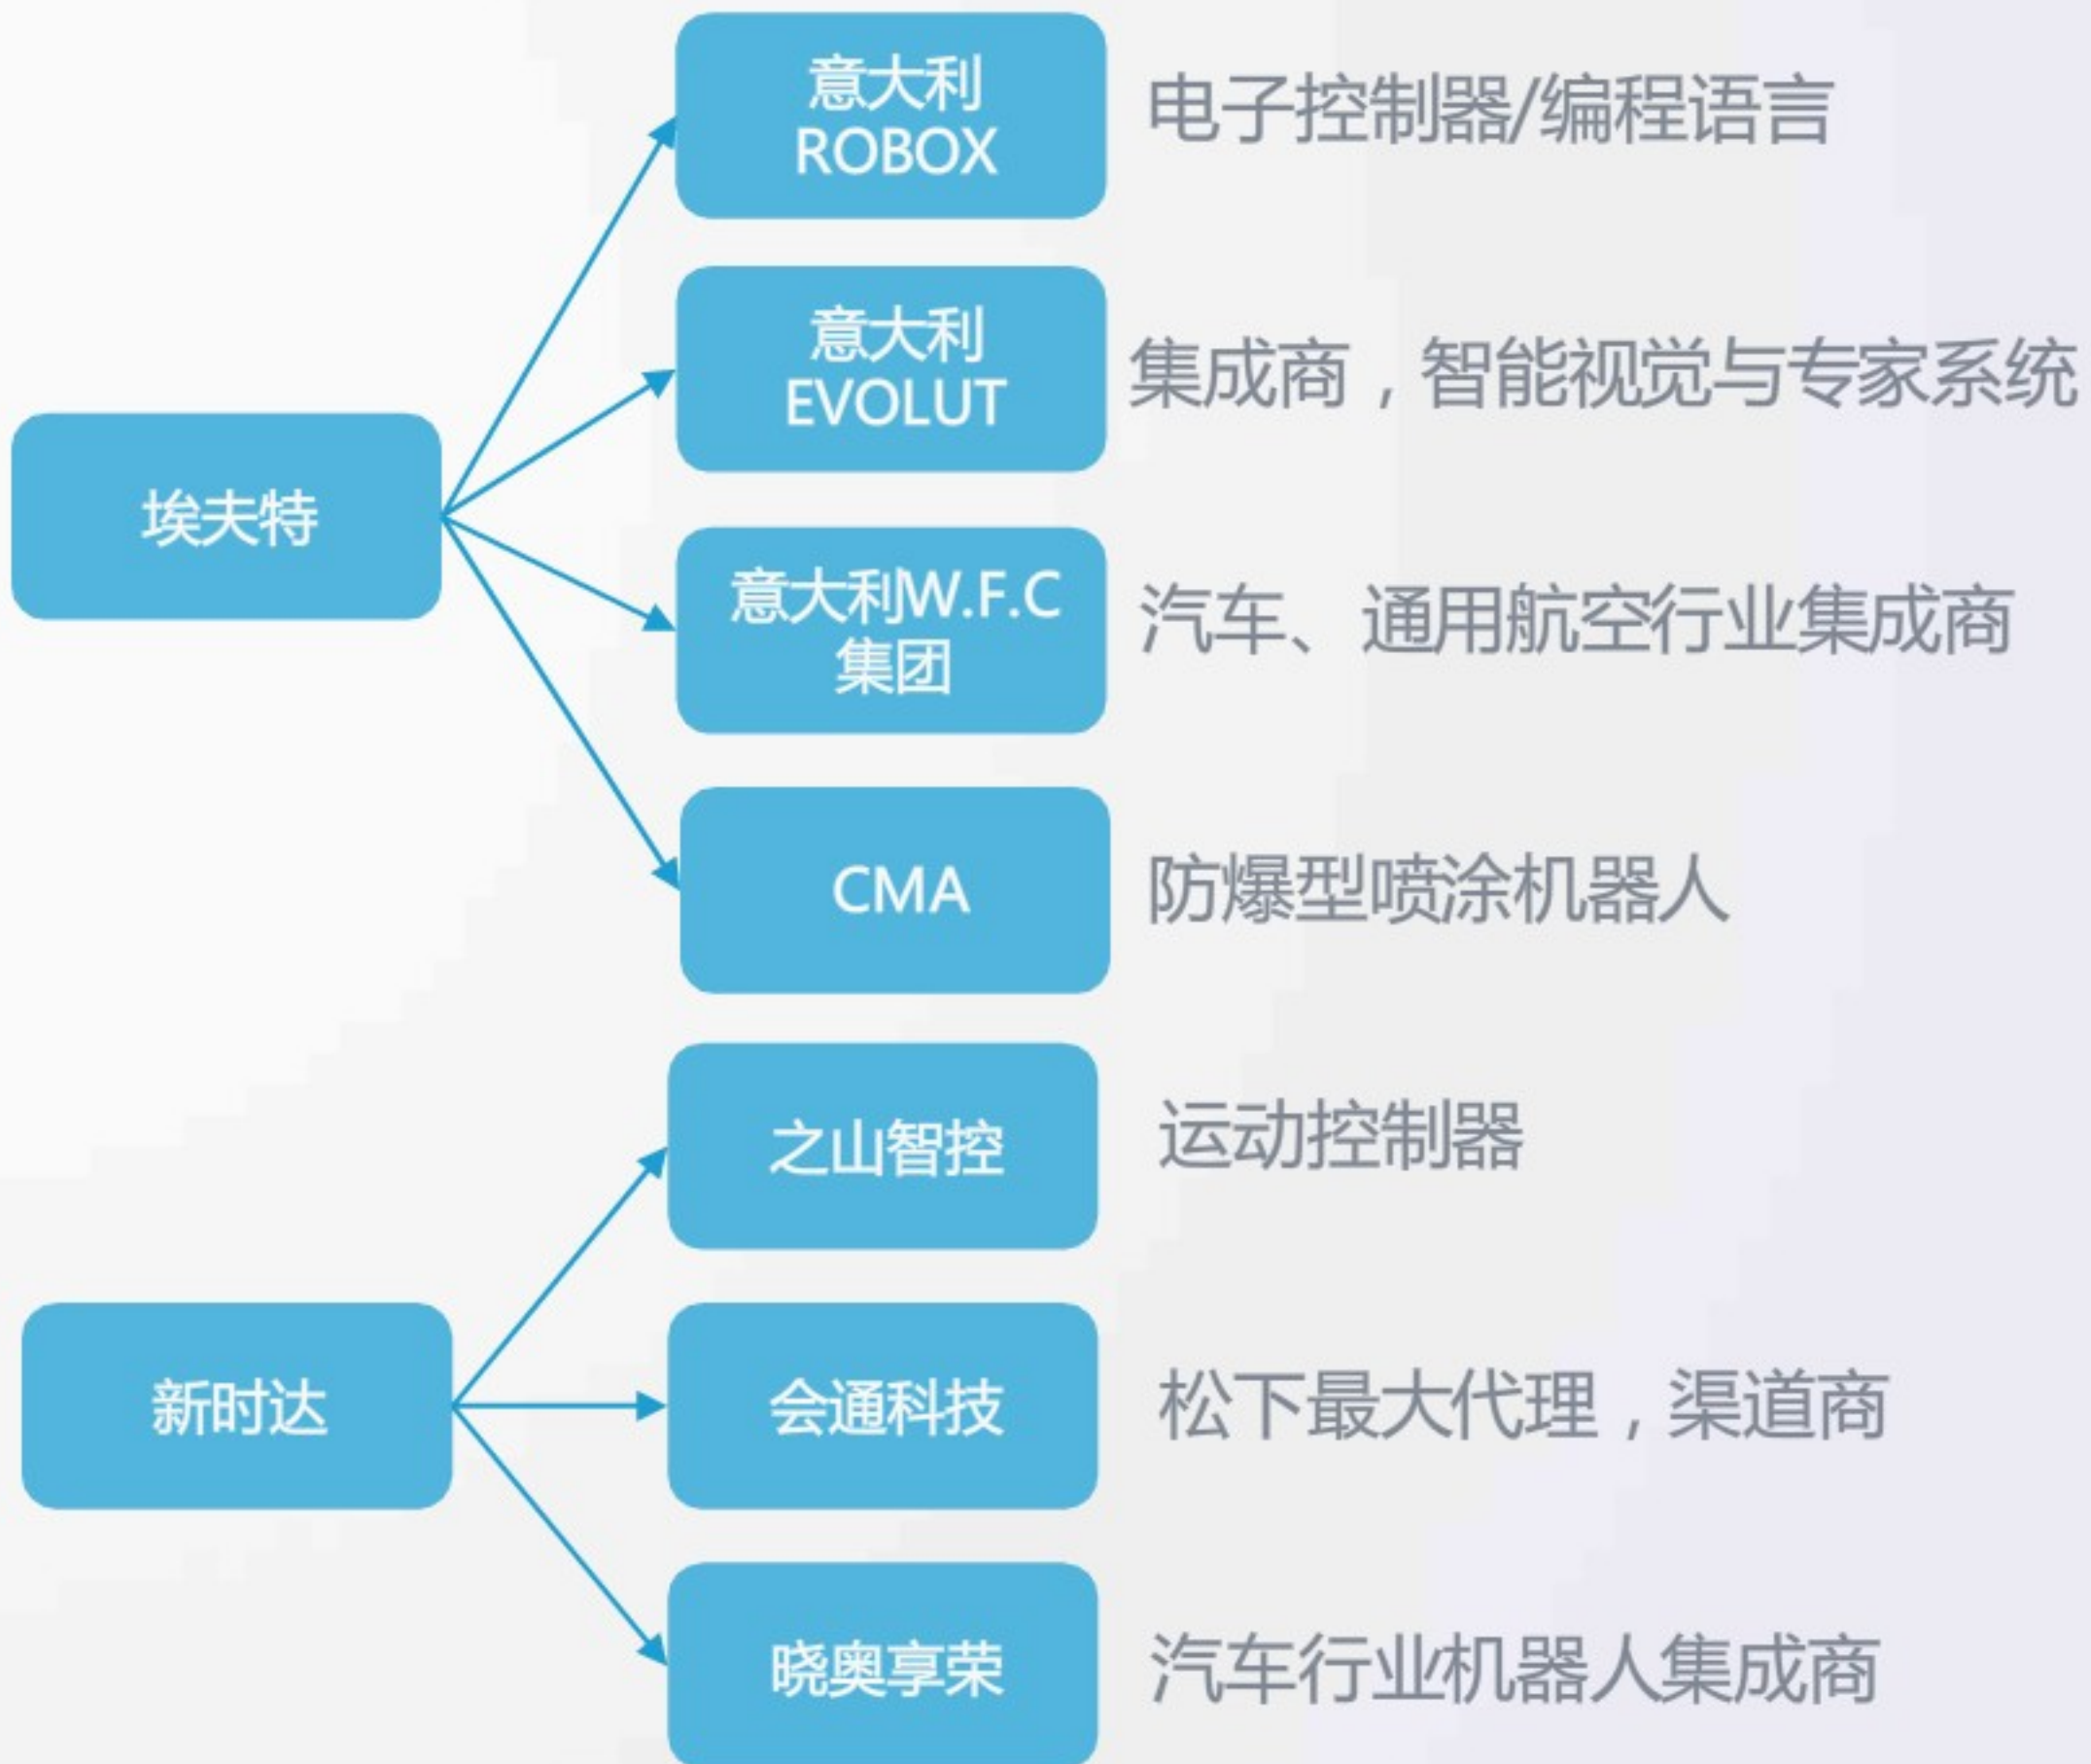 意大利
ROBOX
电子控制器/编程语言
意大利
EVOLUT
集成商，智能视觉与专家系统
埃夫特
意大利W.F.C
集团
汽车、通用航空行业集成商
CMA
防爆型喷涂机器人
之山智控
运动控制器
新时达
会通科技
松下最大代理，渠道商
晓奥享荣
汽车行业机器人集成商